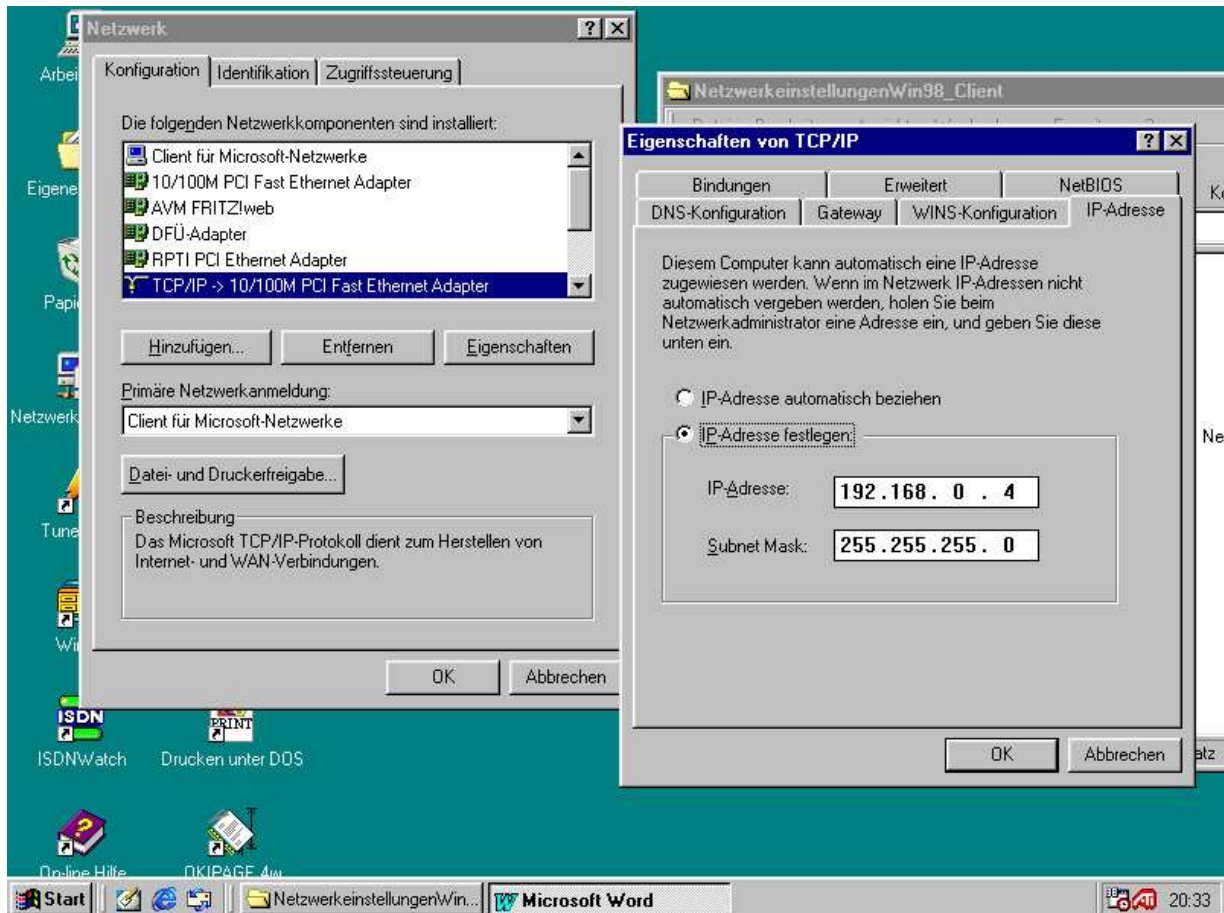 Netzwerk
Konfiguration
Identifikation
Zugriffssteuerung
Die folgenden Netzwerkkomponenten sind installiert:
Client für Microsoft-Netzwerke
10/100M PCI Fast Ethernet Adapter
AVM FRITZ!web
DFÜ-Adapter
RPTI PCI Ethernet Adapter
TCP/IP -> 10/100M PCI Fast Ethernet Adapter
Hinzufügen...
Entfernen
Eigenschaften
Primäre Netzwerkanmeldung:
Client für Microsoft-Netzwerke
Datei- und Druckerfreigabe...
Beschreibung
Das Microsoft TCP/IP-Protokoll dient zum Herstellen von
Internet- und WAN-Verbindungen.
OK
Abbrechen
NetzwerkeinstellungenWin98_Client
Eigenschaften von TCP/IP
Bindungen
Erweitert
NetBIOS
DNS-Konfiguration
Gateway
WINS-Konfiguration
IP-Adresse
Diesem Computer kann automatisch eine IP-Adresse
zugewiesen werden. Wenn im Netzwerk IP-Adressen nicht
automatisch vergeben werden, holen Sie beim
Netzwerkadministrator eine Adresse ein, und geben Sie diese
unten ein.
IP-Adresse automatisch beziehen
IP-Adresse festlegen:
IP-Adresse:
192.168. 0 . 4
Subnet Mask:
255.255.255. 0
OK
Abbrechen
Arbei
Eigene
Papi
Netzwerk
Tune
Wi
ISDN
ISDNWatch
PRINT
Drucken unter DOS
On-line Hilfe
OKIPAGE 4w
Ne
atz
Start
NetzwerkeinstellungenWin...
Microsoft Word
20:33